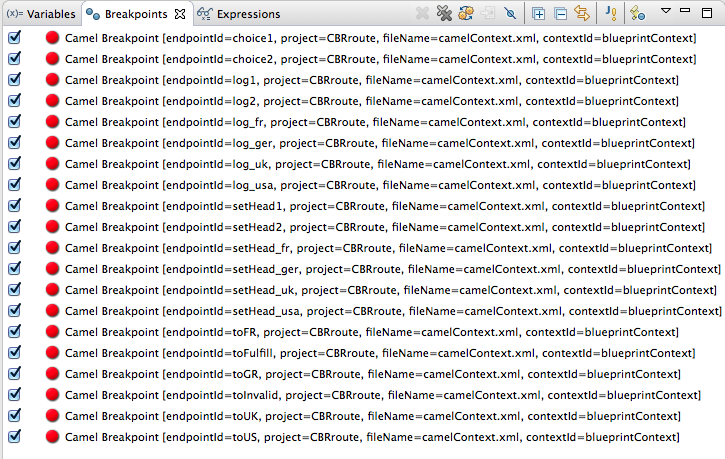 (x)= Variables Breakpoints Expressions
Camel Breakpoint [endpointId=choice1, project=CBRroute, fileName=camelContext.xml, contextId=blueprintContext]
Camel Breakpoint [endpointId=choice2, project=CBRroute, fileName=camelContext.xml, contextId=blueprintContext]
Camel Breakpoint [endpointId=log1, project=CBRroute, fileName=camelContext.xml, contextId=blueprintContext]
Camel Breakpoint [endpointId=log2, project=CBRroute, fileName=camelContext.xml, contextId=blueprintContext]
Camel Breakpoint [endpointId=log_fr, project=CBRroute, fileName=camelContext.xml, contextId=blueprintContext]
Camel Breakpoint [endpointId=log_ger, project=CBRroute, fileName=camelContext.xml, contextId=blueprintContext]
Camel Breakpoint [endpointId=log_uk, project=CBRroute, fileName=camelContext.xml, contextId=blueprintContext]
Camel Breakpoint [endpointId=log_usa, project=CBRroute, fileName=camelContext.xml, contextId=blueprintContext]
Camel Breakpoint [endpointId=setHead1, project=CBRroute, fileName=camelContext.xml, contextId=blueprintContext]
Camel Breakpoint [endpointId=setHead2, project=CBRroute, fileName=camelContext.xml, contextId=blueprintContext]
Camel Breakpoint [endpointId=setHead_fr, project=CBRroute, fileName=camelContext.xml, contextId=blueprintContext]
Camel Breakpoint [endpointId=setHead_ger, project=CBRroute, fileName=camelContext.xml, contextId=blueprintContext]
Camel Breakpoint [endpointId=setHead_uk, project=CBRroute, fileName=camelContext.xml, contextId=blueprintContext]
Camel Breakpoint [endpointId=setHead_usa, project=CBRroute, fileName=camelContext.xml, contextId=blueprintContext]
Camel Breakpoint [endpointId=toFR, project=CBRroute, fileName=camelContext.xml, contextId=blueprintContext]
Camel Breakpoint [endpointId=toFulfill, project=CBRroute, fileName=camelContext.xml, contextId=blueprintContext]
Camel Breakpoint [endpointId=toGR, project=CBRroute, fileName=camelContext.xml, contextId=blueprintContext]
Camel Breakpoint [endpointId=toInvalid, project=CBRroute, fileName=camelContext.xml, contextId=blueprintContext]
Camel Breakpoint [endpointId=toUK, project=CBRroute, fileName=camelContext.xml, contextId=blueprintContext]
Camel Breakpoint [endpointId=toUS, project=CBRroute, fileName=camelContext.xml, contextId=blueprintContext]